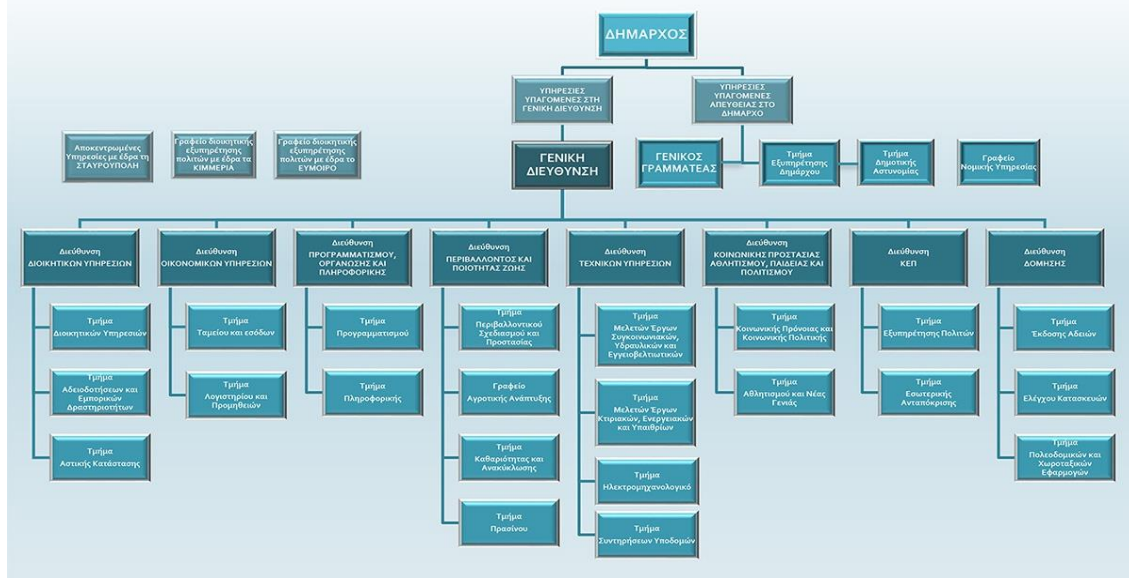 ΔΗΜΑΡΧΟΣ
ΥΠΗΡΕΣΙΕΣ
ΥΠΑΓΟΜΕΝΕΣ ΣΤΗ
ΓΕΝΙΚΗ ΔΙΕΥΘΥΝΣΗ
ΥΠΗΡΕΣΙΕΣ
ΥΠΑΓΟΜΕΝΕΣ
ΑΠΕΥΘΕΙΑΣ ΣΤΟ
ΔΗΜΑΡΧΟ
Αποκεντρωμένες
Υπηρεσίες με έδρα τη
ΣΤΑΥΡΟΥΠΟΛΗ
Γραφείο διοικητικής
εξυπηρέτησης
πολιτών με έδρα τα
ΚΙΜΜΕΡΙΑ
Γραφείο διοικητικής
εξυπηρέτησης
πολιτών με έδρα το
ΕΥΜΟΙΡΟ
ΓΕΝΙΚΗ
ΔΙΕΥΘΥΝΣΗ
ΓΕΝΙΚΟΣ
ΓΡΑΜΜΑΤΕΑΣ
Τμήμα
Εξυπηρέτησης
Δημάρχου
Τμήμα
Δημοτικής
Αστυνομίας
Γραφείο
Νομικής Υπηρεσίας
Διεύθυνση
ΔΙΟΙΚΗΤΙΚΩΝ ΥΠΗΡΕΣΙΩΝ
Τμήμα
Διοικητικών Υπηρεσιών
Τμήμα
Αδειοδοτήσεων και
Εμπορικών
Δραστηριοτήτων
Τμήμα
Αστικής Κατάστασης
Διεύθυνση
ΟΙΚΟΝΟΜΙΚΩΝ ΥΠΗΡΕΣΙΩΝ
Τμήμα
Ταμείου και εσόδων
Τμήμα
Λογιστηρίου και
Προμηθειών
Διεύθυνση
ΠΡΟΓΡΑΜΜΑΤΙΣΜΟΥ,
ΟΡΓΑΝΩΣΗΣ ΚΑΙ
ΠΛΗΡΟΦΟΡΙΚΗΣ
Τμήμα
Προγραμματισμού
Τμήμα
Πληροφορικής
Διεύθυνση
ΠΕΡΙΒΑΛΛΟΝΤΟΣ ΚΑΙ
ΠΟΙΟΤΗΤΑΣ ΖΩΗΣ
Τμήμα
Περιβαλλοντικού
Σχεδιασμού και
Προστασίας
Γραφείο
Αγροτικής Ανάπτυξης
Τμήμα
Καθαριότητας και
Ανακύκλωσης
Τμήμα
Πρασίνου
Διεύθυνση
ΤΕΧΝΙΚΩΝ ΥΠΗΡΕΣΙΩΝ
Τμήμα
Μελετών Έργων
Συγκοινωνιακών,
Υδραυλικών και
Εγγειοβελτιωτικών
Τμήμα
Μελετών Έργων
Κτιριακών, Ενεργειακών
και Υπαιθρίων
Τμήμα
Ηλεκτρομηχανολογικό
Τμήμα
Συντηρήσεων Υποδομών
Διεύθυνση
ΚΟΙΝΩΝΙΚΗΣ ΠΡΟΣΤΑΣΙΑΣ
ΑΘΛΗΤΙΣΜΟΥ, ΠΑΙΔΕΙΑΣ ΚΑΙ
ΠΟΛΙΤΙΣΜΟΥ
Τμήμα
Κοινωνικής Πρόνοιας και
Κοινωνικής Πολιτικής
Τμήμα
Αθλητισμού και Νέας
Γενιάς
Διεύθυνση
ΚΕΠ
Τμήμα
Εξυπηρέτησης Πολιτών
Τμήμα
Εσωτερικής
Ανταπόκρισης
Διεύθυνση
ΔΟΜΗΣΗΣ
Τμήμα
Έκδοσης Αδειών
Τμήμα
Ελέγχου Κατασκευών
Τμήμα
Πολεοδομικών και
Χωροταξικών
Εφαρμογών